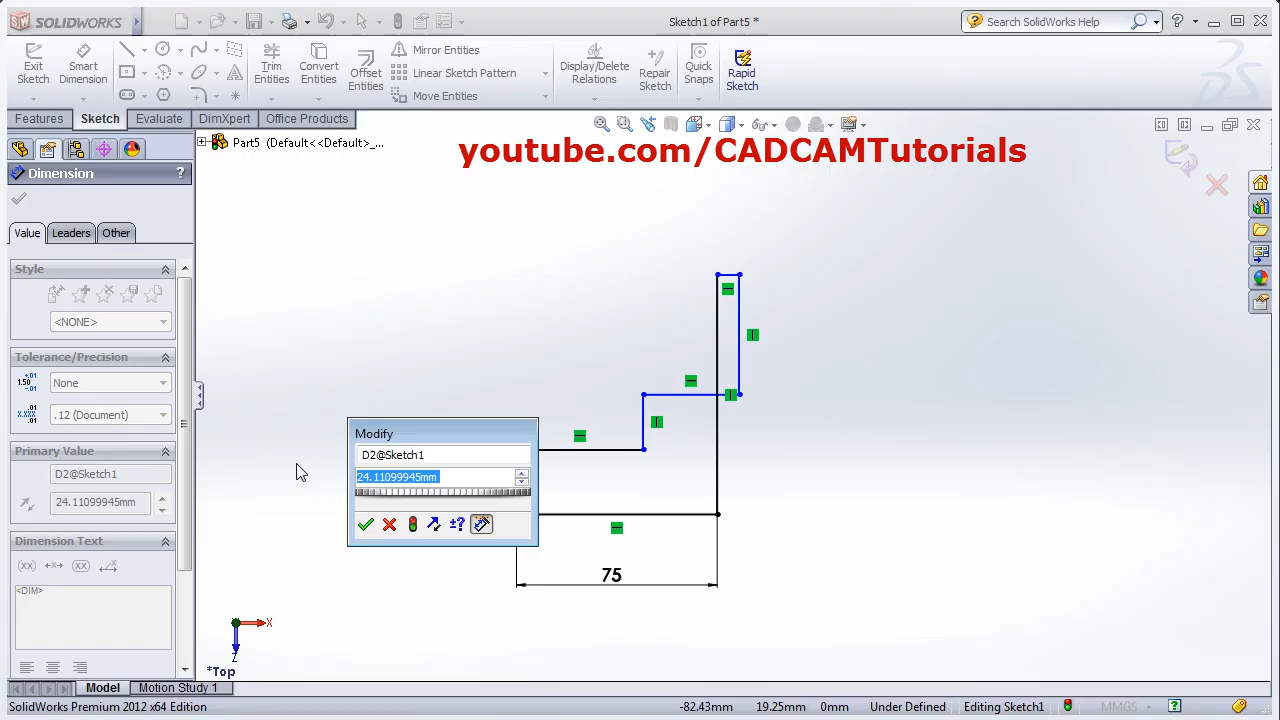 SOLIDWORKS
Sketch1 of Part5 *
Search SolidWorks Help
Exit Sketch
Smart Dimension
Trim Entities
Convert Entities
Offset Entities
Mirror Entities
Linear Sketch Pattern
Move Entities
Display/Delete Relations
Repair Sketch
Quick Snaps
Rapid Sketch
Features
Sketch
Evaluate
DimXpert
Office Products
Part5 (Default<<Default>_...
youtube.com/CADCAMTutorials
Dimension
?
Value
Leaders
Other
Style
<NONE>
Tolerance/Precision
None
.12 (Document)
Primary Value
D2@Sketch1
24.11099945mm
Dimension Text
<DIM>
Modify
D2@Sketch1
24.11099945mm
75
X
Z
*Top
Model
Motion Study 1
SolidWorks Premium 2012 x64 Edition
-82.43mm
19.25mm
0mm
Under Defined
Editing Sketch1
MMGS